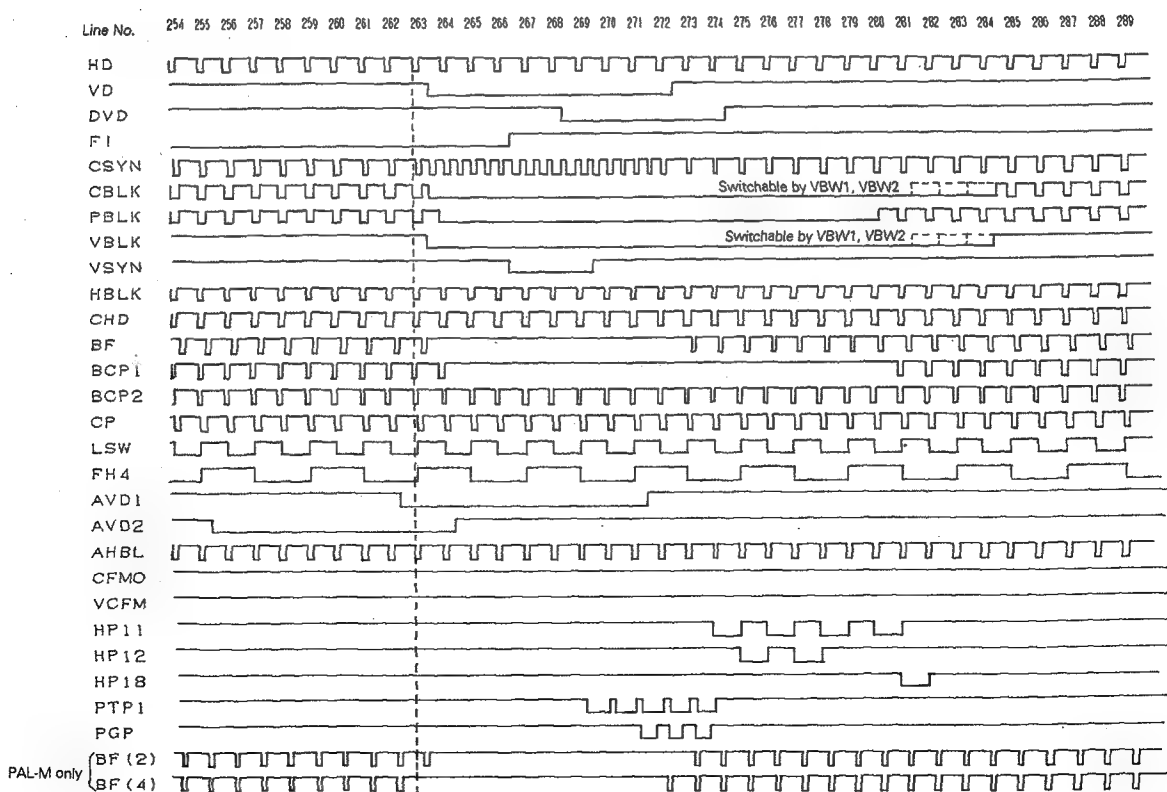 Line No. 254 255 256 257 258 259 260 261 262 263 264 265 266 267 268 269 270 271 272 273 274 275 276 277 278 279 280 281 282 283 284 285 286 287 288 289
HD
VD
DVD
FI
CSYN
CBLK Switchable by VBW1, VBW2
PBLK
VBLK Switchable by VBW1, VBW2
VSYN
HBLK
CHD
BF
BCP1
BCP2
CP
LSW
FH4
AVD1
AVD2
AHBL
CFMO
VCFM
HP11
HP12
HP18
PTP1
PGP
PAL-M only BF(2)
BF(4)